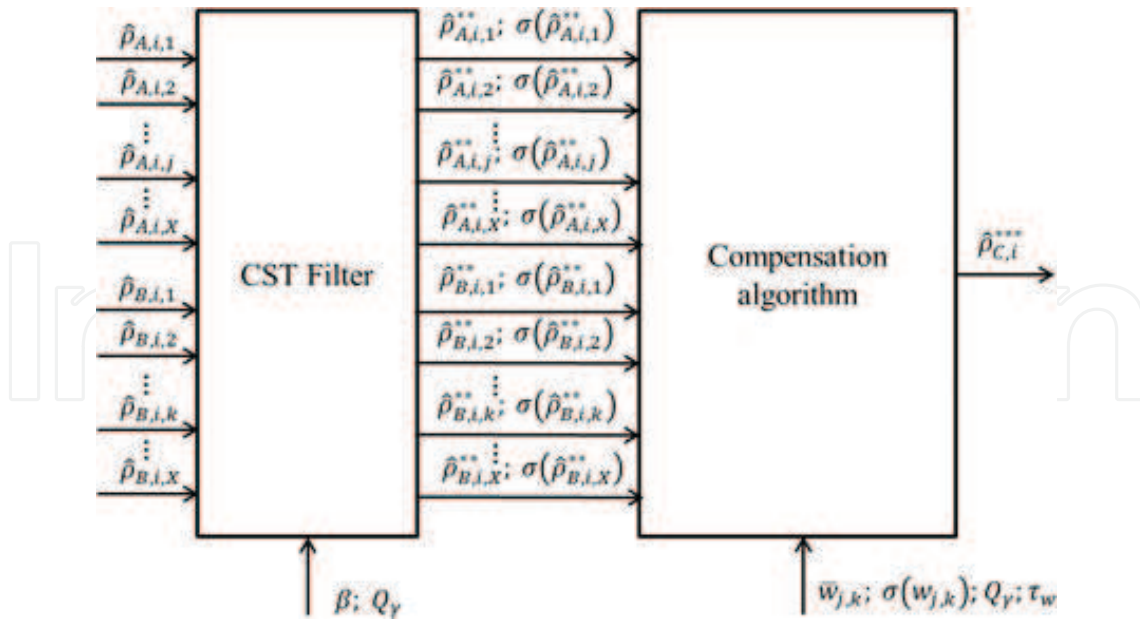 ρ̂_{A,i,1}
ρ̂_{A,i,2}
⋮
ρ̂_{A,i,j}
⋮
ρ̂_{A,i,X}
ρ̂_{B,i,1}
ρ̂_{B,i,2}
⋮
ρ̂_{B,i,k}
⋮
ρ̂_{B,i,X}
CST Filter
β; Q_γ
ρ̂**_{A,i,1}; σ(ρ̂**_{A,i,1})
ρ̂**_{A,i,2}; σ(ρ̂**_{A,i,2})
⋮
ρ̂**_{A,i,j}; σ(ρ̂**_{A,i,j})
⋮
ρ̂**_{A,i,X}; σ(ρ̂**_{A,i,X})
ρ̂**_{B,i,1}; σ(ρ̂**_{B,i,1})
ρ̂**_{B,i,2}; σ(ρ̂**_{B,i,2})
⋮
ρ̂**_{B,i,k}; σ(ρ̂**_{B,i,k})
⋮
ρ̂**_{B,i,X}; σ(ρ̂**_{B,i,X})
Compensation
algorithm
w̄_{j,k}; σ(w_{j,k}); Q_γ; τ_w
ρ̂***_{C,i}